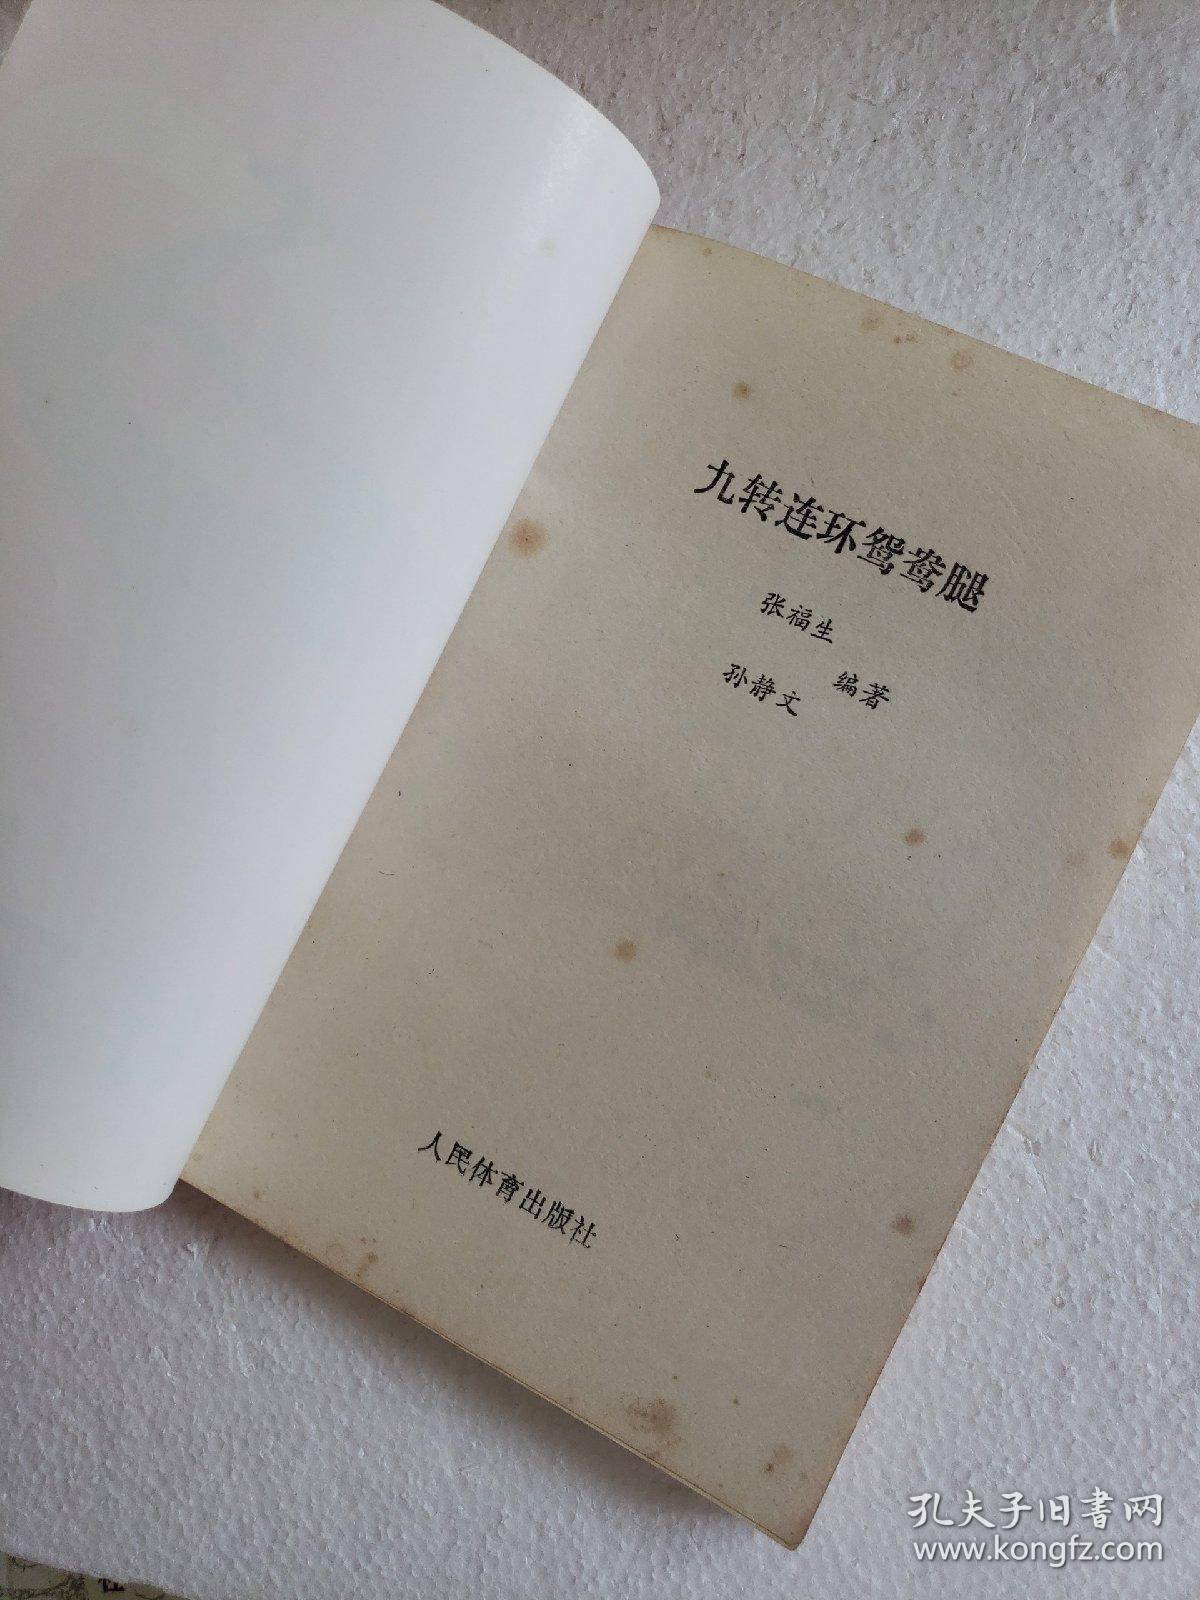 九转连环鸳鸯腿
张福生
孙静文
编著
人民体育出版社
孔夫子旧书网
www.kongfz.com